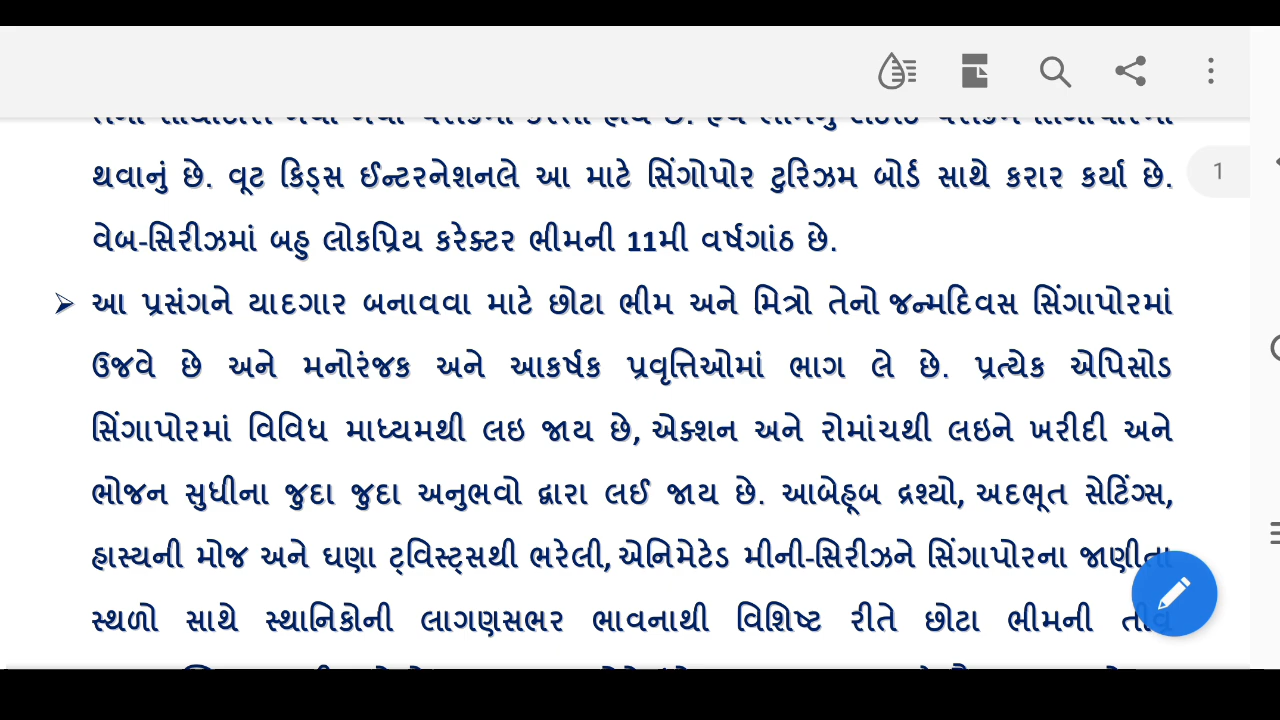 થવાનું છે. વૂટ કિડ્સ ઈન્ટરનેશનલે આ માટે સિંગોપોર ટુરિઝમ બોર્ડ સાથે કરાર કર્યા છે.
1
વેબ-સિરીઝમાં બહુ લોકપ્રિય કરેક્ટર ભીમની 11મી વર્ષગાંઠ છે.
➢ આ પ્રસંગને યાદગાર બનાવવા માટે છોટા ભીમ અને મિત્રો તેનો જન્મદિવસ સિંગાપોરમાં
ઉજવે છે અને મનોરંજક અને આકર્ષક પ્રવૃત્તિઓમાં ભાગ લે છે. પ્રત્યેક એપિસોડ
સિંગાપોરમાં વિવિધ માધ્યમથી લઇ જાય છે, એક્શન અને રોમાંચથી લઇને ખરીદી અને
ભોજન સુધીના જુદા જુદા અનુભવો દ્વારા લઈ જાય છે. આબેહૂબ દ્રશ્યો, અદભૂત સેટિંગ્સ,
હાસ્યની મોજ અને ઘણા ટ્વિસ્ટ્સથી ભરેલી, એનિમેટેડ મીની-સિરીઝને સિંગાપોરના જાણીતા
સ્થળો સાથે સ્થાનિકોની લાગણસભર ભાવનાથી વિશિષ્ટ રીતે છોટા ભીમની